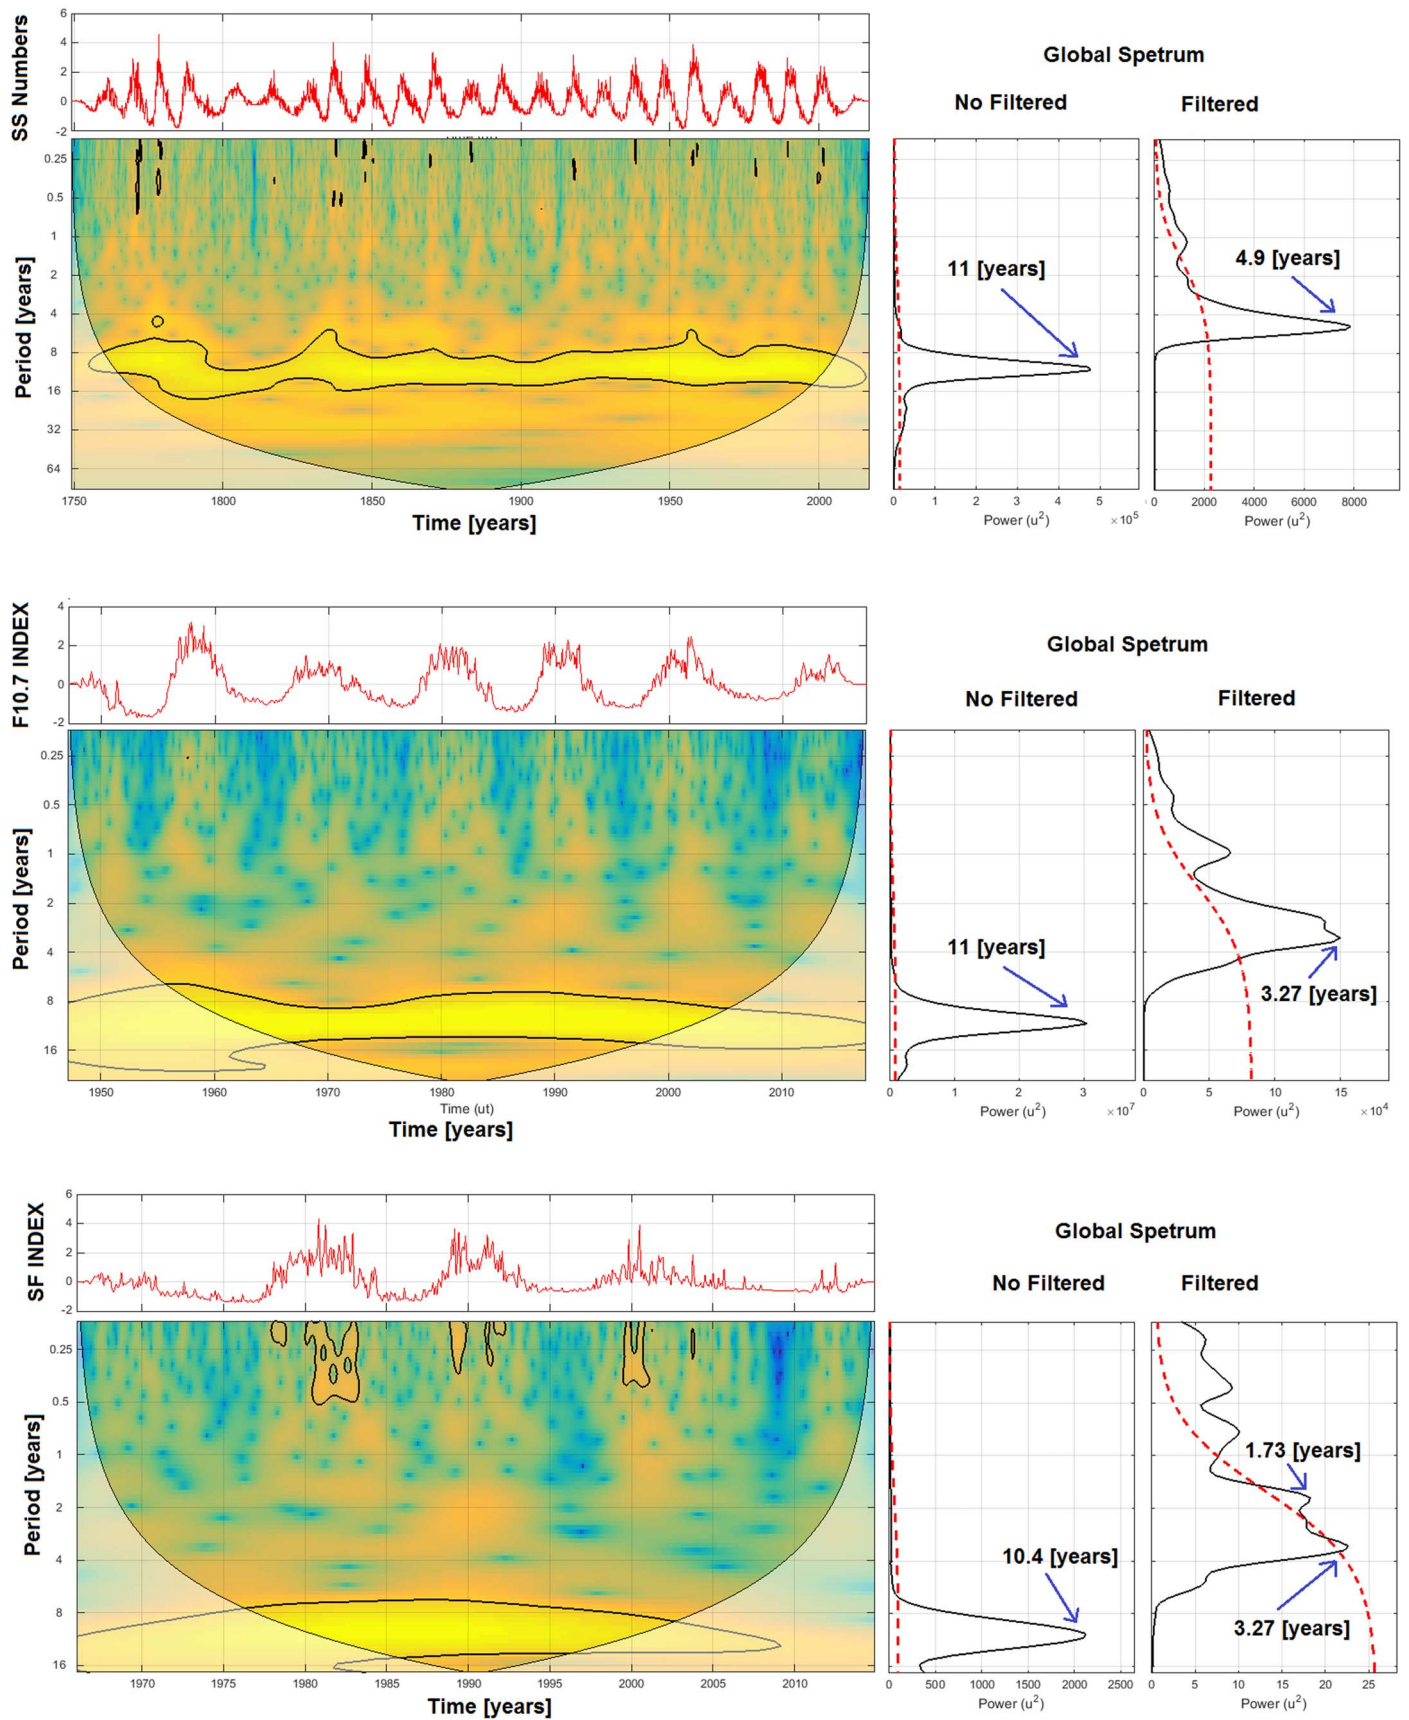 SS Numbers
6
4
2
0
-2
Global Spetrum
No Filtered
Filtered
Period [years]
0.25
0.5
1
2
4
8
16
32
64
1750
1800
1850
1900
1950
2000
Time [years]
11 [years]
0
1
2
3
4
5
Power (u²)
×10⁵
4.9 [years]
0
2000
4000
6000
8000
Power (u²)
F10.7 INDEX
4
2
0
-2
Global Spetrum
No Filtered
Filtered
Period [years]
0.25
0.5
1
2
4
8
16
1950
1960
1970
1980
1990
2000
2010
Time (ut)
Time [years]
11 [years]
0
1
2
3
Power (u²)
×10⁷
3.27 [years]
0
5
10
15
Power (u²)
×10⁴
SF INDEX
6
4
2
0
-2
Global Spetrum
No Filtered
Filtered
Period [years]
0.25
0.5
1
2
4
8
16
1970
1975
1980
1985
1990
1995
2000
2005
2010
Time [years]
10.4 [years]
0
500
1000
1500
2000
2500
Power (u²)
1.73 [years]
3.27 [years]
0
5
10
15
20
25
Power (u²)